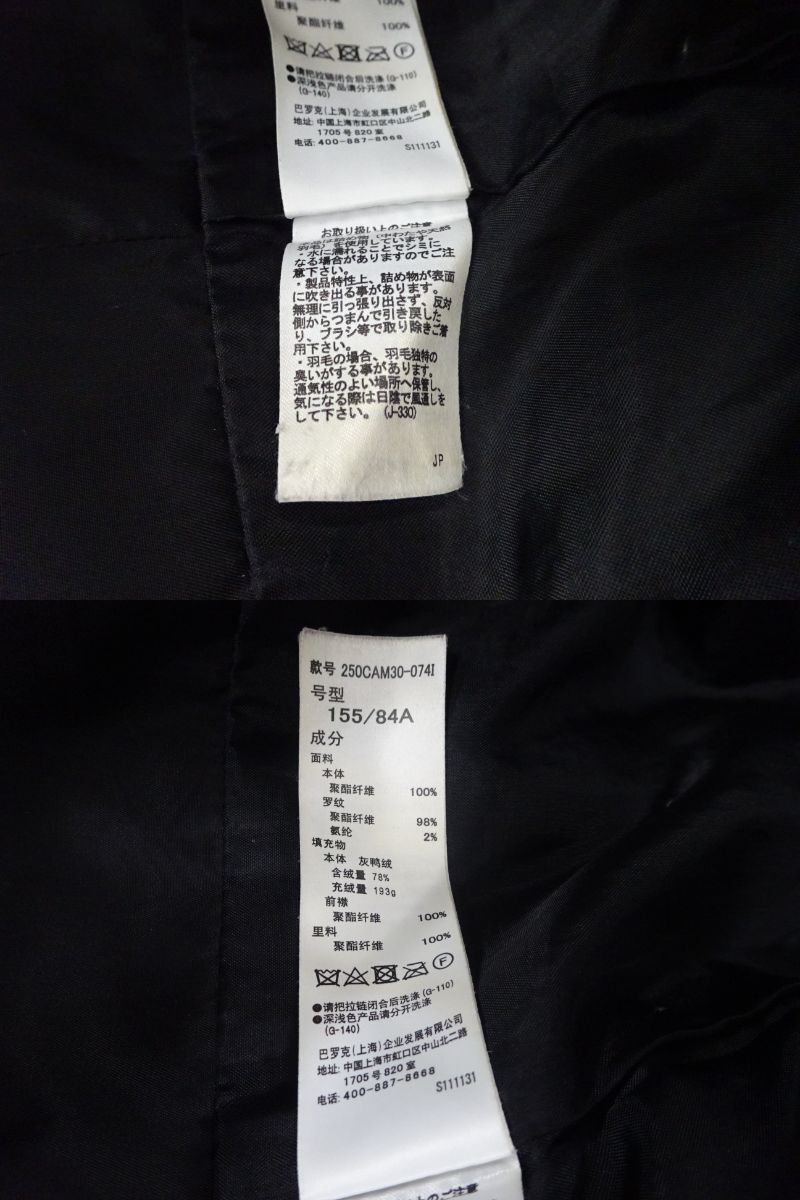 里料 100%
聚酯纤维
F
●请把拉链闭合后洗涤(G-110)
●深浅色产品请分开洗涤
(G-140)
巴罗克(上海)企业发展有限公司
地址:中国上海市虹口区中山北二路
1705号820室
电话:400-887-8668
S111131
お取り扱い上のご注意
羽毛)を使用しています。
・水に濡れることでシミに
なる場合がありますのでご注
意下さい。
・製品特性上、詰め物が表面
に吹き出る事があります。
無理に引っ張り出さず、反対
側からつまんで引き戻した
り、ブラシ等で取り除きご着
用下さい。
・羽毛の場合、羽毛独特の
臭いがする事があります。
通気性のよい場所へ保管し、
気になる際は日陰で風通しを
して下さい。(J-330)
JP
款号 250CAM30-074I
号型
155/84A
成分
面料
本体
聚酯纤维 100%
罗纹
聚酯纤维 98%
氨纶 2%
填充物
本体 灰鸭绒
含绒量 78%
充绒量 193g
前襟
聚酯纤维 100%
里料
聚酯纤维 100%
F
●请把拉链闭合后洗涤(G-110)
●深浅色产品请分开洗涤
(G-140)
巴罗克(上海)企业发展有限公司
地址:中国上海市虹口区中山北二路
1705号820室
电话:400-887-8668
S111131